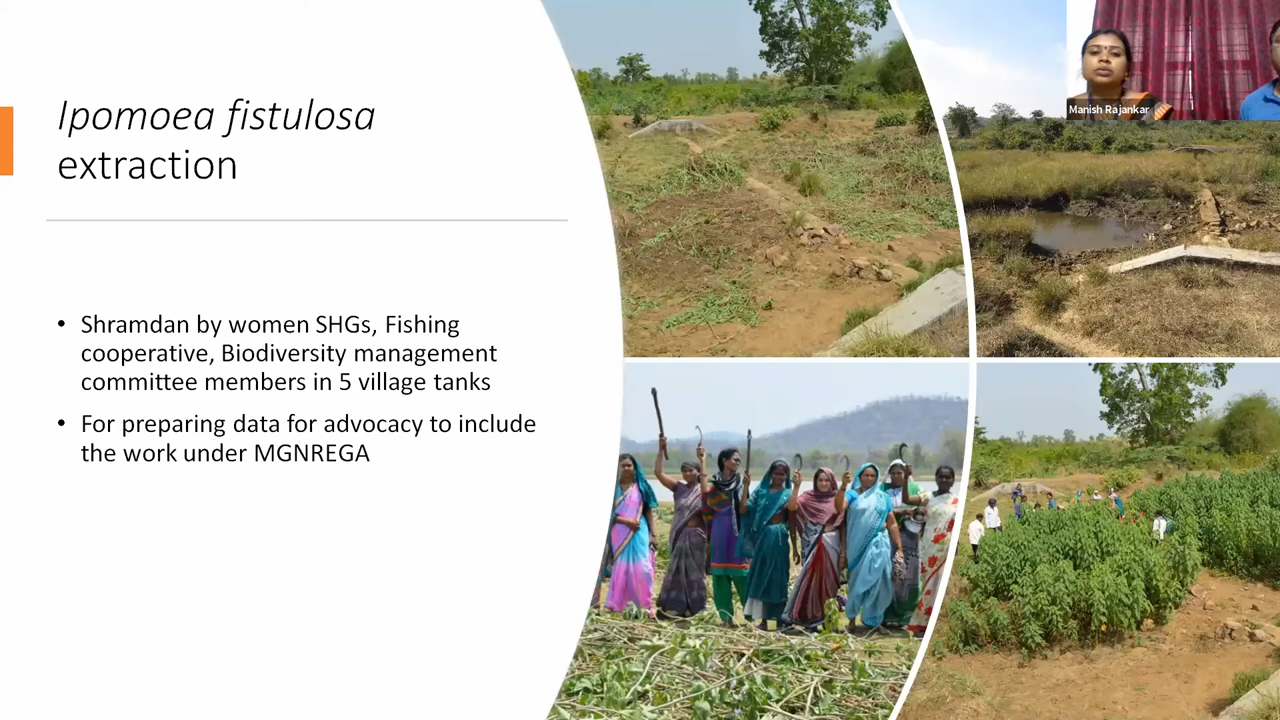 Ipomoea fistulosa
extraction
• Shramdan by women SHGs, Fishing
cooperative, Biodiversity management
committee members in 5 village tanks
• For preparing data for advocacy to include
the work under MGNREGA
Manish Rajankar